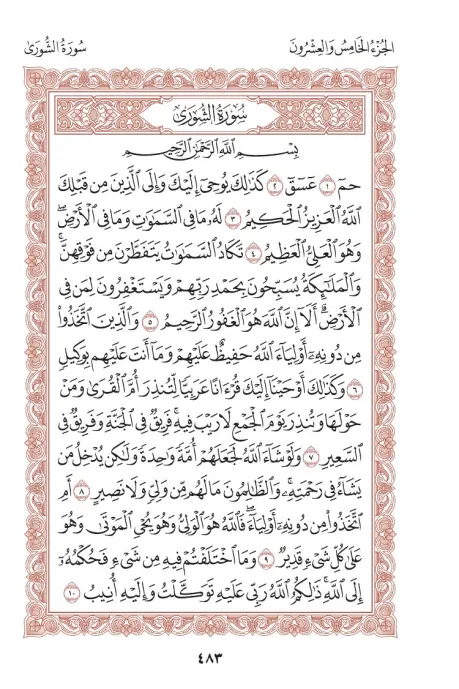 الجُزءُ الخَامِسُ وَالعِشْرُونَ سُورَةُ الشُّورَىٰ
سُورَةُ الشُّورَىٰ
بِسْمِ ٱللَّهِ ٱلرَّحْمَٰنِ ٱلرَّحِيمِ
حمٓ ١ عٓسٓقٓ ٢ كَذَٰلِكَ يُوحِىٓ إِلَيْكَ وَإِلَى ٱلَّذِينَ مِن قَبْلِكَ
ٱللَّهُ ٱلْعَزِيزُ ٱلْحَكِيمُ ٣ لَهُۥ مَا فِى ٱلسَّمَٰوَٰتِ وَمَا فِى ٱلْأَرْضِۖ
وَهُوَ ٱلْعَلِىُّ ٱلْعَظِيمُ ٤ تَكَادُ ٱلسَّمَٰوَٰتُ يَتَفَطَّرْنَ مِن فَوْقِهِنَّۚ
وَٱلْمَلَٰٓئِكَةُ يُسَبِّحُونَ بِحَمْدِ رَبِّهِمْ وَيَسْتَغْفِرُونَ لِمَن فِى
ٱلْأَرْضِۗ أَلَآ إِنَّ ٱللَّهَ هُوَ ٱلْغَفُورُ ٱلرَّحِيمُ ٥ وَٱلَّذِينَ ٱتَّخَذُوا۟
مِن دُونِهِۦٓ أَوْلِيَآءَ ٱللَّهُ حَفِيظٌ عَلَيْهِمْ وَمَآ أَنتَ عَلَيْهِم بِوَكِيلٍ
٦ وَكَذَٰلِكَ أَوْحَيْنَآ إِلَيْكَ قُرْءَانًا عَرَبِيًّا لِّتُنذِرَ أُمَّ ٱلْقُرَىٰ وَمَنْ
حَوْلَهَا وَتُنذِرَ يَوْمَ ٱلْجَمْعِ لَا رَيْبَ فِيهِۚ فَرِيقٌ فِى ٱلْجَنَّةِ وَفَرِيقٌ فِى
ٱلسَّعِيرِ ٧ وَلَوْ شَآءَ ٱللَّهُ لَجَعَلَهُمْ أُمَّةً وَٰحِدَةً وَلَٰكِن يُدْخِلُ مَن
يَشَآءُ فِى رَحْمَتِهِۦۚ وَٱلظَّٰلِمُونَ مَا لَهُم مِّن وَلِىٍّ وَلَا نَصِيرٍ ٨ أَمِ
ٱتَّخَذُوا۟ مِن دُونِهِۦٓ أَوْلِيَآءَۖ فَٱللَّهُ هُوَ ٱلْوَلِىُّ وَهُوَ يُحْىِ ٱلْمَوْتَىٰ وَهُوَ
عَلَىٰ كُلِّ شَىْءٍ قَدِيرٌ ٩ وَمَا ٱخْتَلَفْتُمْ فِيهِ مِن شَىْءٍ فَحُكْمُهُۥٓ
إِلَى ٱللَّهِۚ ذَٰلِكُمُ ٱللَّهُ رَبِّى عَلَيْهِ تَوَكَّلْتُ وَإِلَيْهِ أُنِيبُ ١٠
٤٨٣